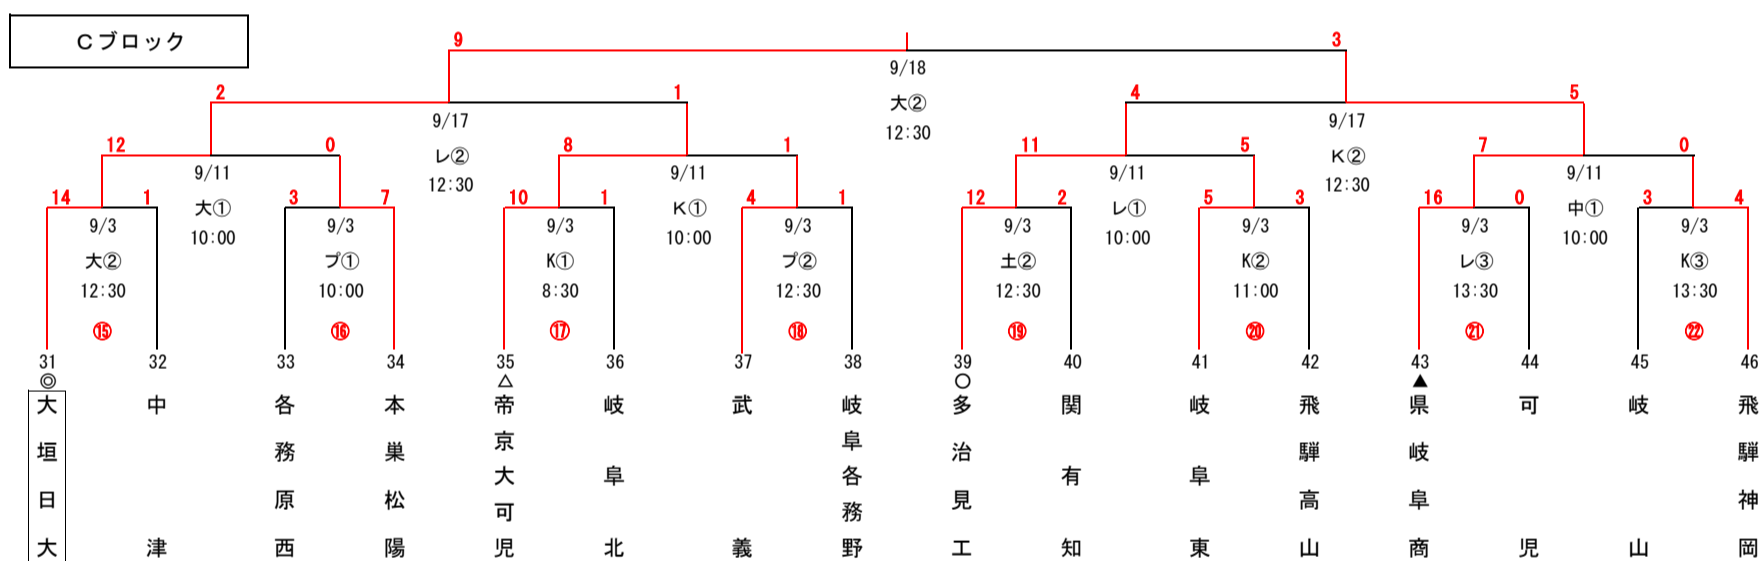 Cブロック
9 3
9/18
大②
12:30
2 1 4 5
9/17 9/17
レ② K②
12:30 12:30
12 0 8 1 11 5 7 0
9/11 9/11 9/11 9/11
大① K① レ① 中①
10:00 10:00 10:00 10:00
14 1 3 7 10 1 4 1 12 2 5 3 16 0 3 4
9/3 9/3 9/3 9/3 9/3 9/3 9/3 9/3
大② プ① K① プ② 土② K② レ③ K③
12:30 10:00 8:30 12:30 12:30 11:00 13:30 13:30
⑮ ⑯ ⑰ ⑱ ⑲ ⑳ ㉑ ㉒
31 32 33 34 35 36 37 38 39 40 41 42 43 44 45 46
◎ △ ○ ▲
大垣日大
中津
各務原西
本巣松陽
帝京大可児
岐阜北
武義
岐阜各務野
多治見工
関有知
岐阜東
飛騨高山
県岐阜商
可児
岐山
飛騨神岡